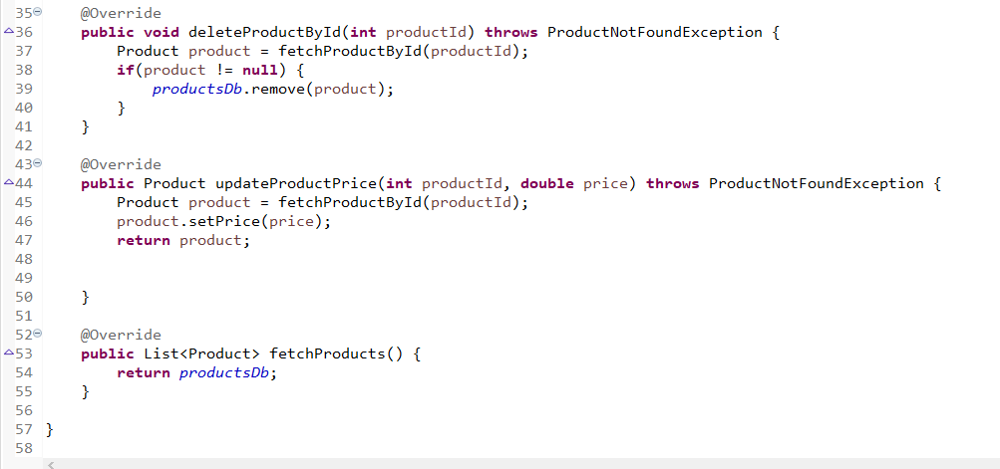 35 @Override
36 public void deleteProductById(int productId) throws ProductNotFoundException {
37 Product product = fetchProductById(productId);
38 if(product != null) {
39 productsDb.remove(product);
40 }
41 }
42
43 @Override
44 public Product updateProductPrice(int productId, double price) throws ProductNotFoundException {
45 Product product = fetchProductById(productId);
46 product.setPrice(price);
47 return product;
48
49
50 }
51
52 @Override
53 public List<Product> fetchProducts() {
54 return productsDb;
55 }
56
57 }
58